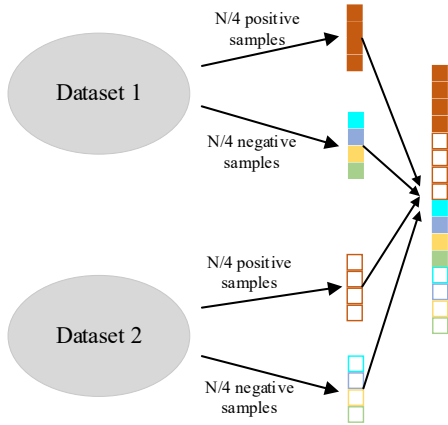 N/4 positive
samples
Dataset 1
N/4 negative
samples
N/4 positive
samples
Dataset 2
N/4 negative
samples